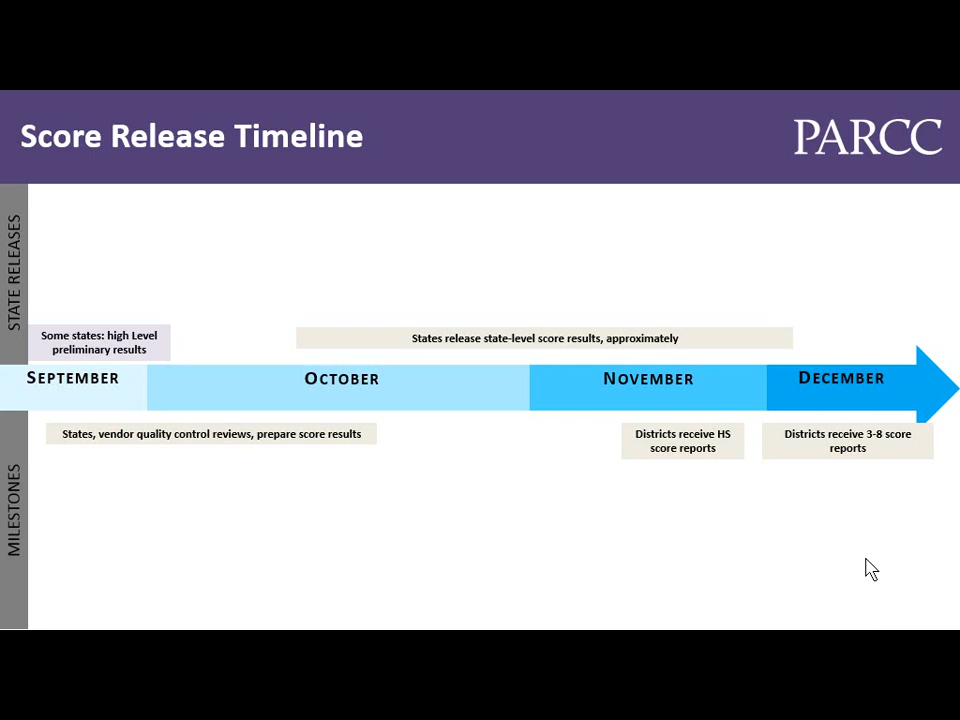 Score Release Timeline
PARCC
STATE RELEASES
Some states: high Level
preliminary results
States release state-level score results, approximately
SEPTEMBER
OCTOBER
NOVEMBER
DECEMBER
MILESTONES
States, vendor quality control reviews, prepare score results
Districts receive HS
score reports
Districts receive 3-8 score
reports